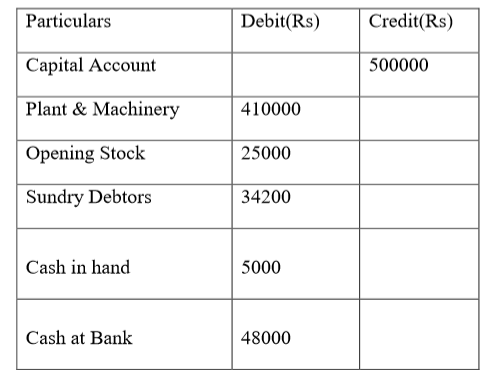 Particulars Debit(Rs) Credit(Rs)
Capital Account 500000
Plant & Machinery 410000
Opening Stock 25000
Sundry Debtors 34200
Cash in hand 5000
Cash at Bank 48000